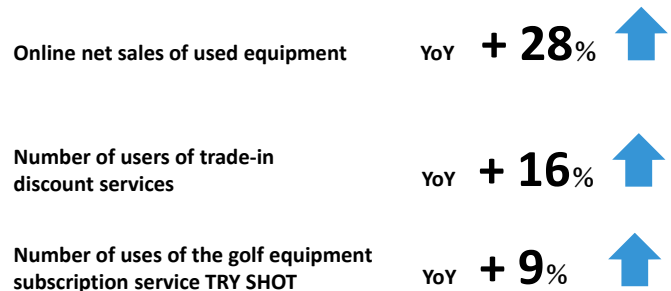 Online net sales of used equipment YoY + 28%
Number of users of trade-in
discount services YoY + 16%
Number of uses of the golf equipment
subscription service TRY SHOT YoY + 9%